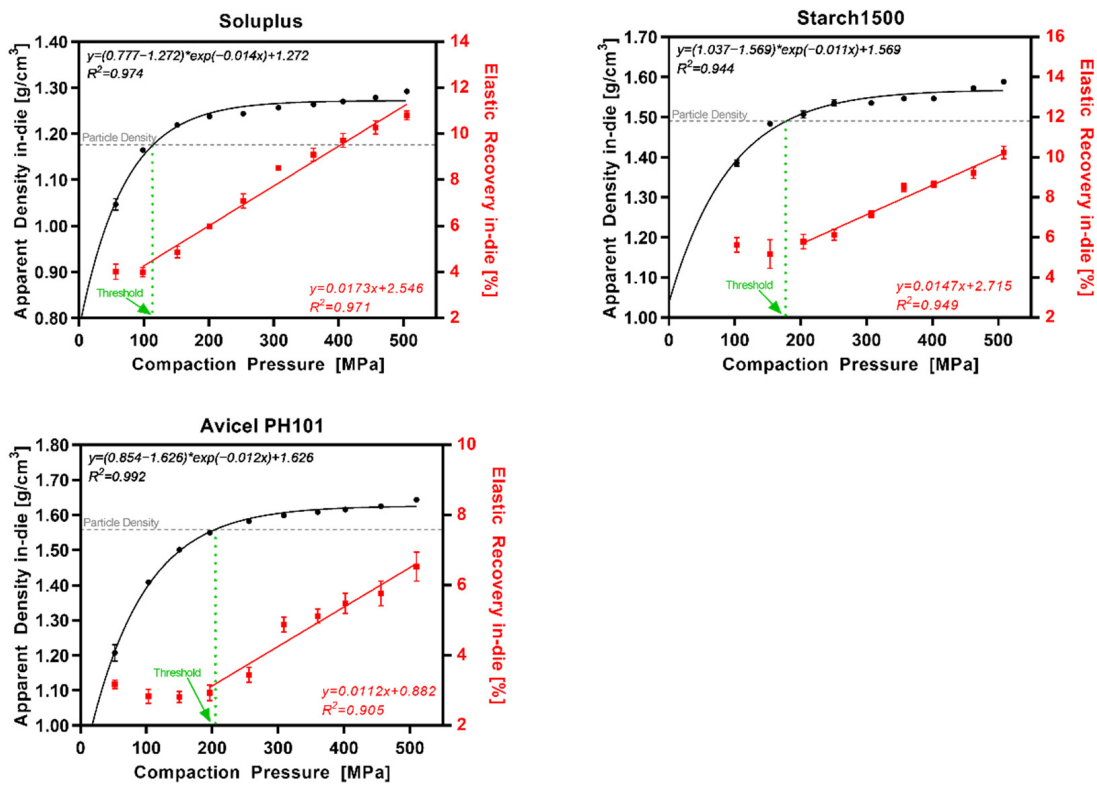 Soluplus
y=(0.777−1.272)*exp(−0.014x)+1.272
R²=0.974
Particle Density
Threshold
y=0.0173x+2.546
R²=0.971
Apparent Density in-die [g/cm³]
1.40
1.30
1.20
1.10
1.00
0.90
0.80
Elastic Recovery in-die [%]
14
12
10
8
6
4
2
0 100 200 300 400 500
Compaction Pressure [MPa]
Starch1500
y=(1.037−1.569)*exp(−0.011x)+1.569
R²=0.944
Particle Density
Threshold
y=0.0147x+2.715
R²=0.949
Apparent Density in-die [g/cm³]
1.70
1.60
1.50
1.40
1.30
1.20
1.10
1.00
Elastic Recovery in-die [%]
16
14
12
10
8
6
4
2
0 100 200 300 400 500
Compaction Pressure [MPa]
Avicel PH101
y=(0.854−1.626)*exp(−0.012x)+1.626
R²=0.992
Particle Density
Threshold
y=0.0112x+0.882
R²=0.905
Apparent Density in-die [g/cm³]
1.80
1.70
1.60
1.50
1.40
1.30
1.20
1.10
1.00
Elastic Recovery in-die [%]
10
8
6
4
2
0 100 200 300 400 500
Compaction Pressure [MPa]